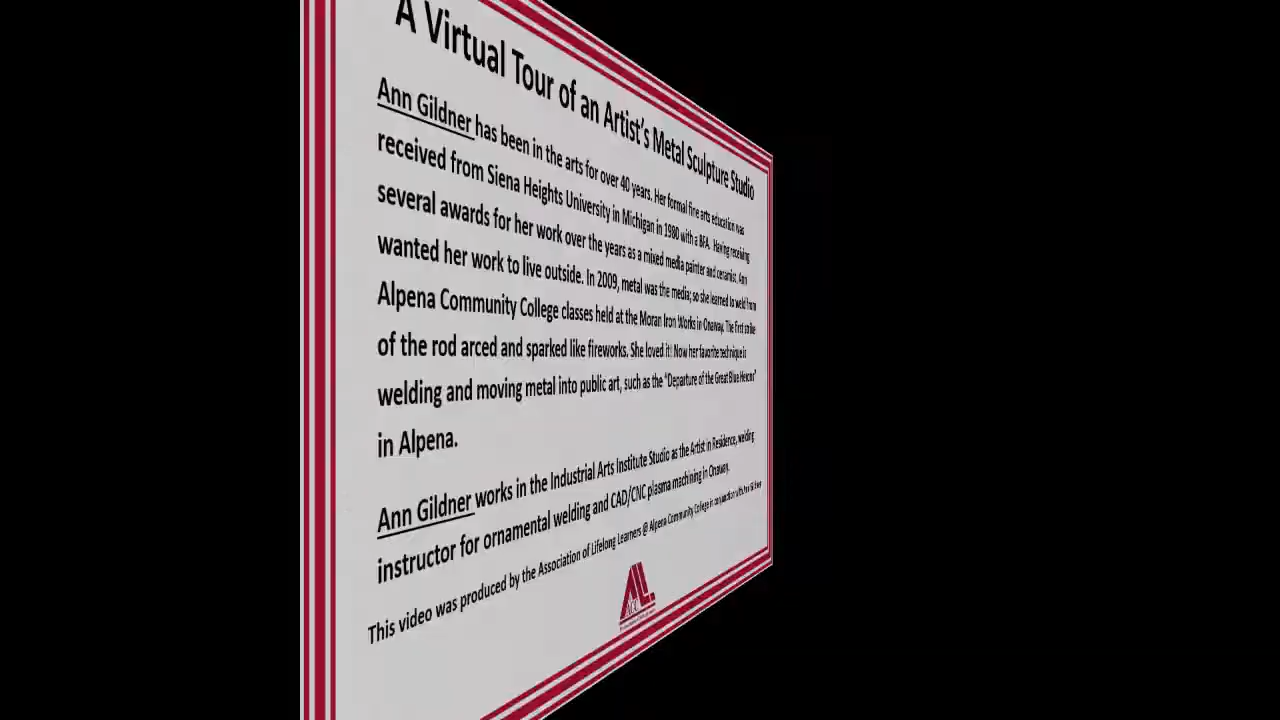 A Virtual Tour of an Artist's Metal Sculpture Studio
Ann Gildner has been in the arts for over 40 years. Her formal fine arts education was
received from Siena Heights University in Michigan in 1980 with a BFA. Having receiving
several awards for her work over the years as a mixed media painter and ceramist, Ann
wanted her work to live outside. In 2009, metal was the media; so she learned to weld from
Alpena Community College classes held at the Moran Iron Works in Onaway. The first strike
of the rod arced and sparked like fireworks. She loved it! Now her favorite technique is
welding and moving metal into public art, such as the "Departure of the Great Blue Herons"
in Alpena.
Ann Gildner works in the Industrial Arts Institute Studio as the Artist in Residence, welding
instructor for ornamental welding and CAD/CNC plasma machining in Onaway.
This video was produced by the Association of Lifelong Learners @ Alpena Community College in conjunction with Ann Gildner
ALL